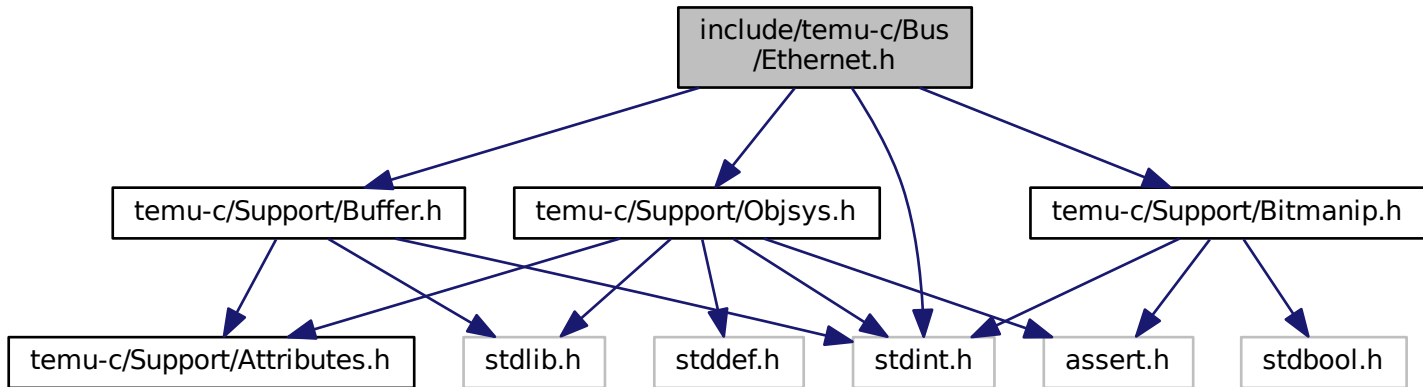 include/temu-c/Bus
/Ethernet.h
temu-c/Support/Buffer.h
temu-c/Support/Objsys.h
temu-c/Support/Bitmanip.h
temu-c/Support/Attributes.h
stdlib.h
stddef.h
stdint.h
assert.h
stdbool.h